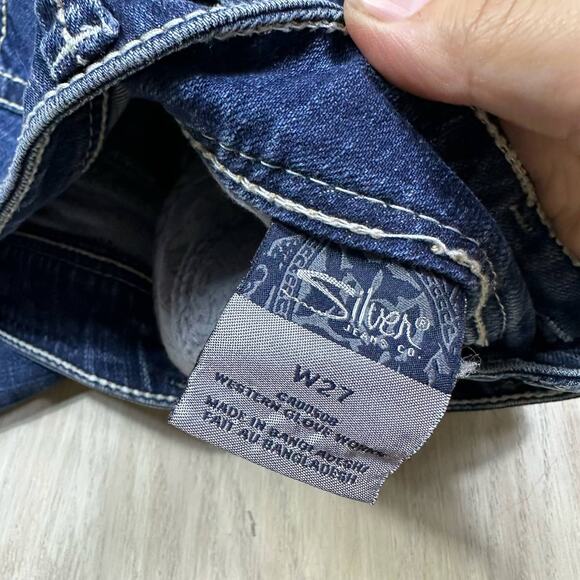 Silver®
JEANS CO.
W27
CA00508
WESTERN GLOVE WORKS
MADE IN BANGLADESH/
FAIT AU BANGLADESH